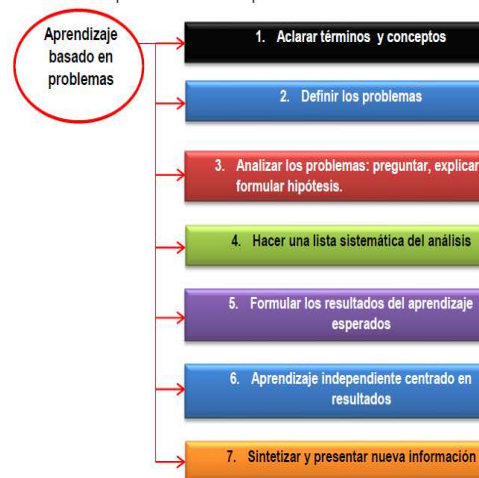 Aprendizaje
basado en
problemas
1. Aclarar términos y conceptos
2. Definir los problemas
3. Analizar los problemas: preguntar, explicar
formular hipótesis.
4. Hacer una lista sistemática del análisis
5. Formular los resultados del aprendizaje
esperados
6. Aprendizaje independiente centrado en
resultados
7. Sintetizar y presentar nueva información